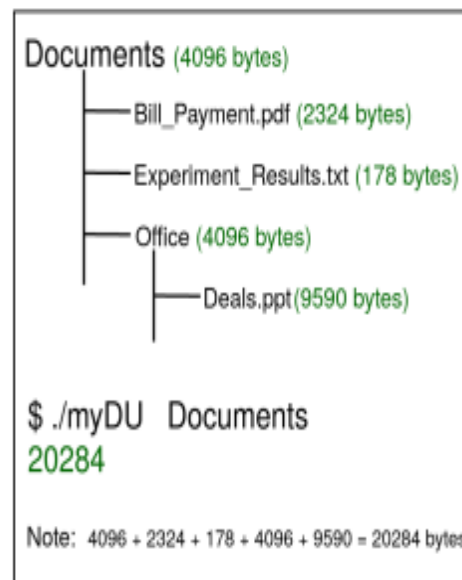 Documents (4096 bytes)
Bill_Payment.pdf (2324 bytes)
Experiment_Results.txt (178 bytes)
Office (4096 bytes)
Deals.ppt(9590 bytes)
$ ./myDU Documents
20284
Note: 4096 + 2324 + 178 + 4096 + 9590 = 20284 bytes